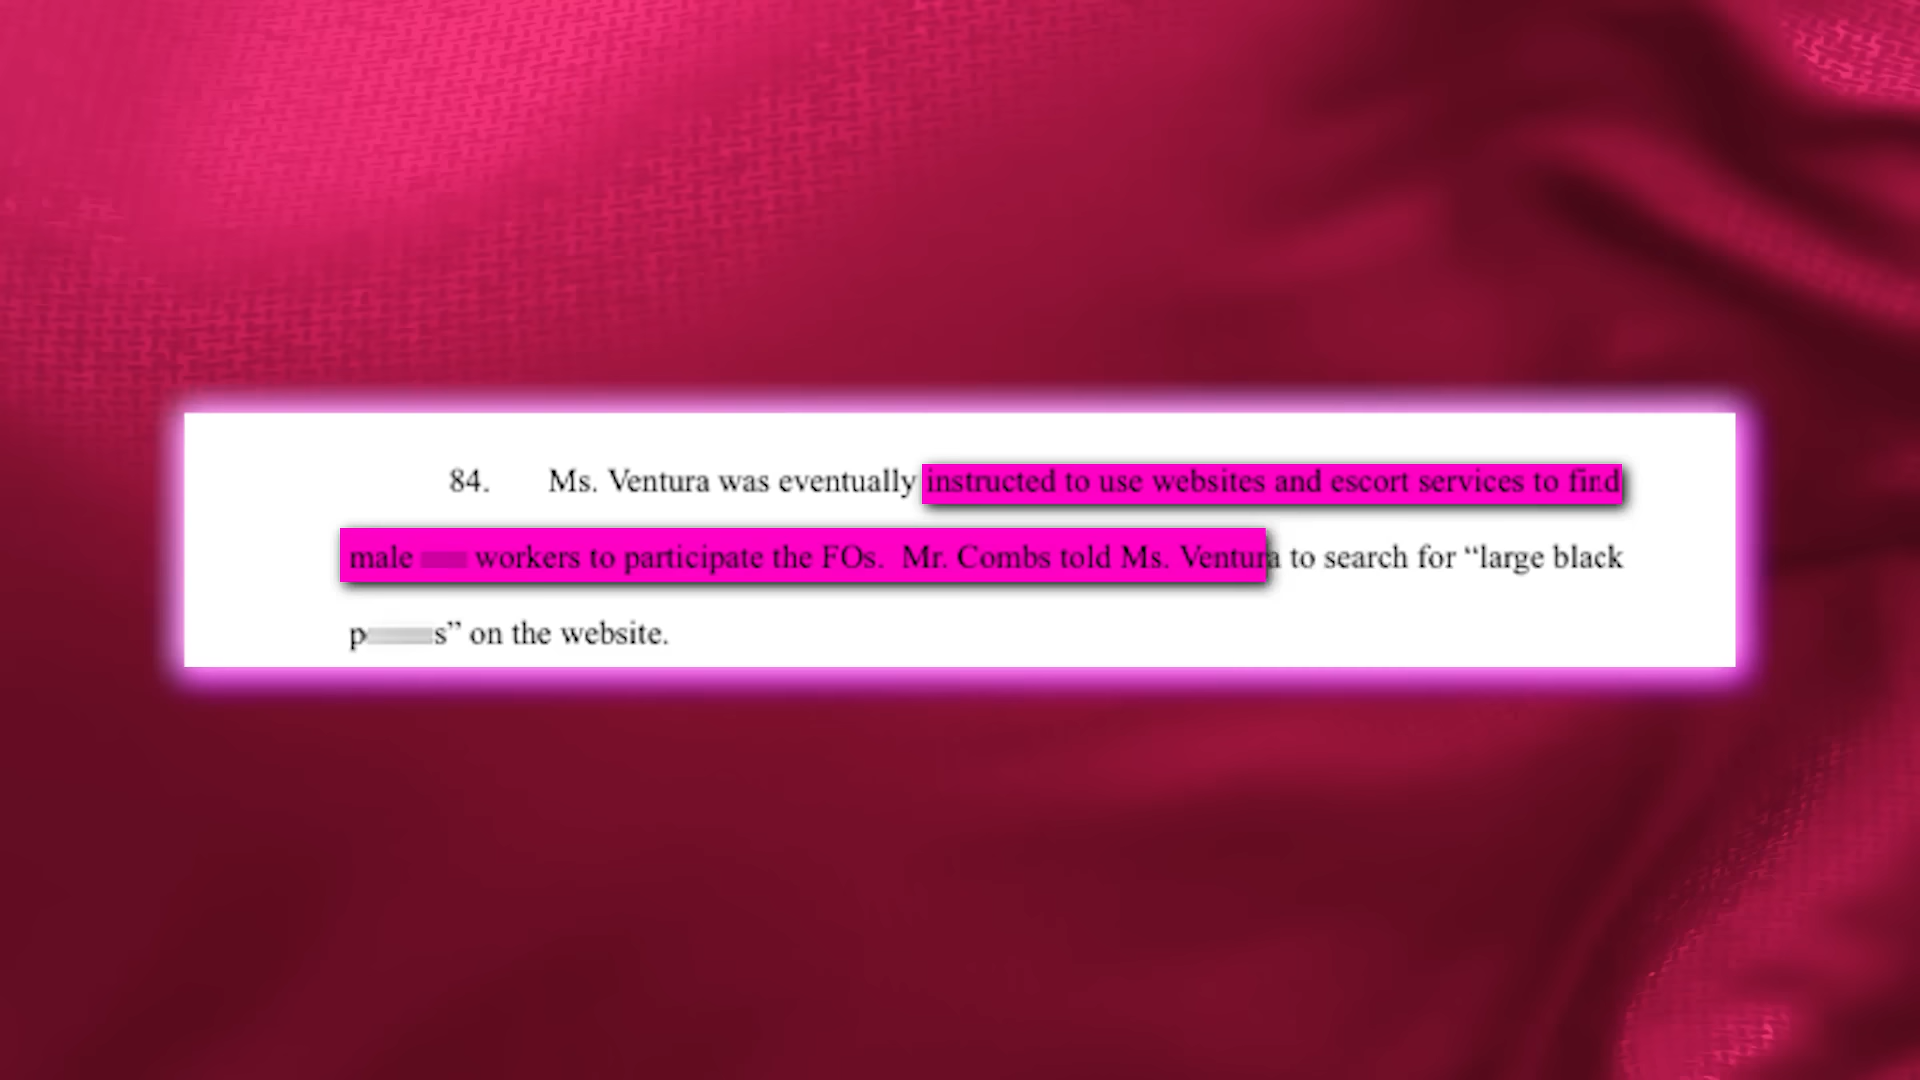 84. Ms. Ventura was eventually instructed to use websites and escort services to find
male workers to participate the FOs. Mr. Combs told Ms. Ventura to search for “large black
p s” on the website.